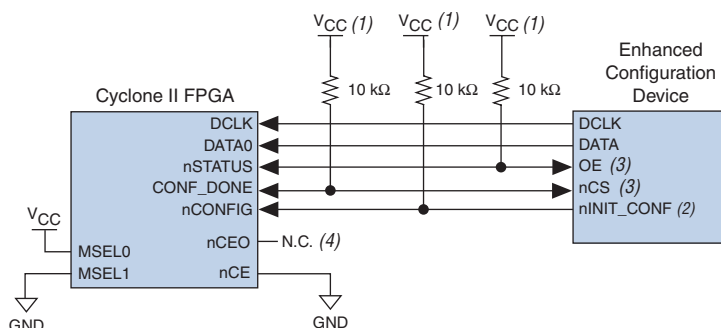 VCC (1) VCC (1) VCC (1)
Enhanced
Configuration
Device
10 kΩ 10 kΩ 10 kΩ
Cyclone II FPGA
DCLK DCLK
DATA0 DATA
nSTATUS OE (3)
CONF_DONE nCS (3)
nCONFIG nINIT_CONF (2)
VCC
nCEO N.C. (4)
MSEL0
MSEL1 nCE
GND GND